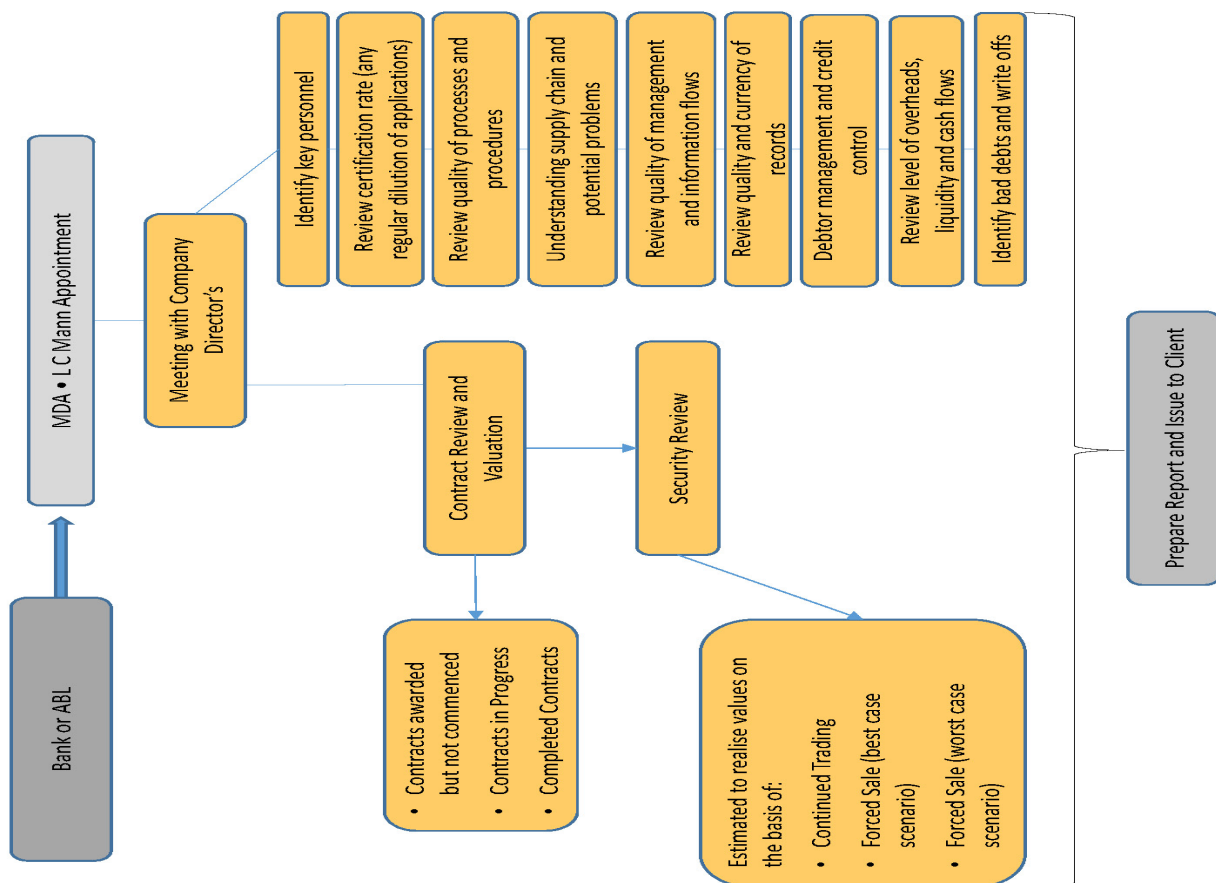 Bank or ABL
MDA • L C Mann Appointment
Meeting with Company
Director's
Contract Review and
Valuation
• Contracts awarded
but not commenced
• Contracts in Progress
• Completed Contracts
Security Review
Estimated to realise values on
the basis of:
• Continued Trading
• Forced Sale (best case
scenario)
• Forced Sale (worst case
scenario)
Identify key personnel
Review certification rate (any
regular dilution of applications)
Review quality of processes and
procedures
Understanding supply chain and
potential problems
Review quality of management
and information flows
Review quality and currency of
records
Debtor management and credit
control
Review level of overheads,
liquidity and cash flows
Identify bad debts and write offs
Prepare Report and Issue to Client